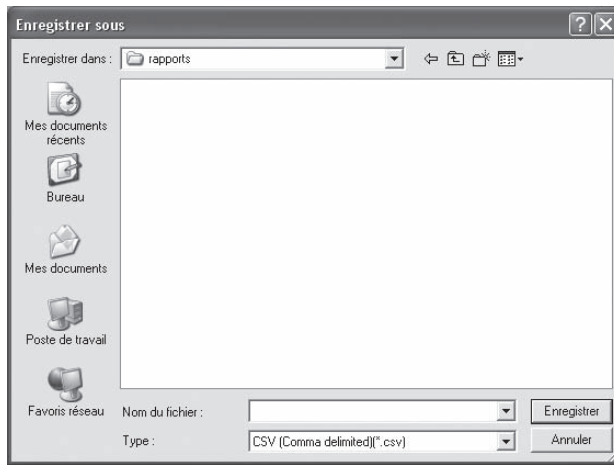 Enregistrer sous
Enregistrer dans :
rapports
Mes documents
récents
Bureau
Mes documents
Poste de travail
Favoris réseau
Nom du fichier :
Enregistrer
Type :
CSV (Comma delimited)(*.csv)
Annuler